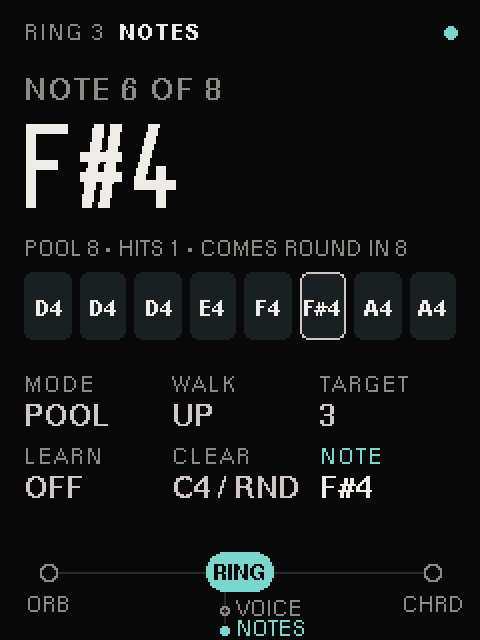 RING 3 NOTES
NOTE 6 OF 8
F#4
POOL 8 · HITS 1 · COMES ROUND IN 8
D4 D4 D4 E4 F4 F#4 A4 A4
MODE WALK TARGET
POOL UP 3
LEARN CLEAR NOTE
OFF C4 / RND F#4
RING
ORB CHRD
VOICE
NOTES